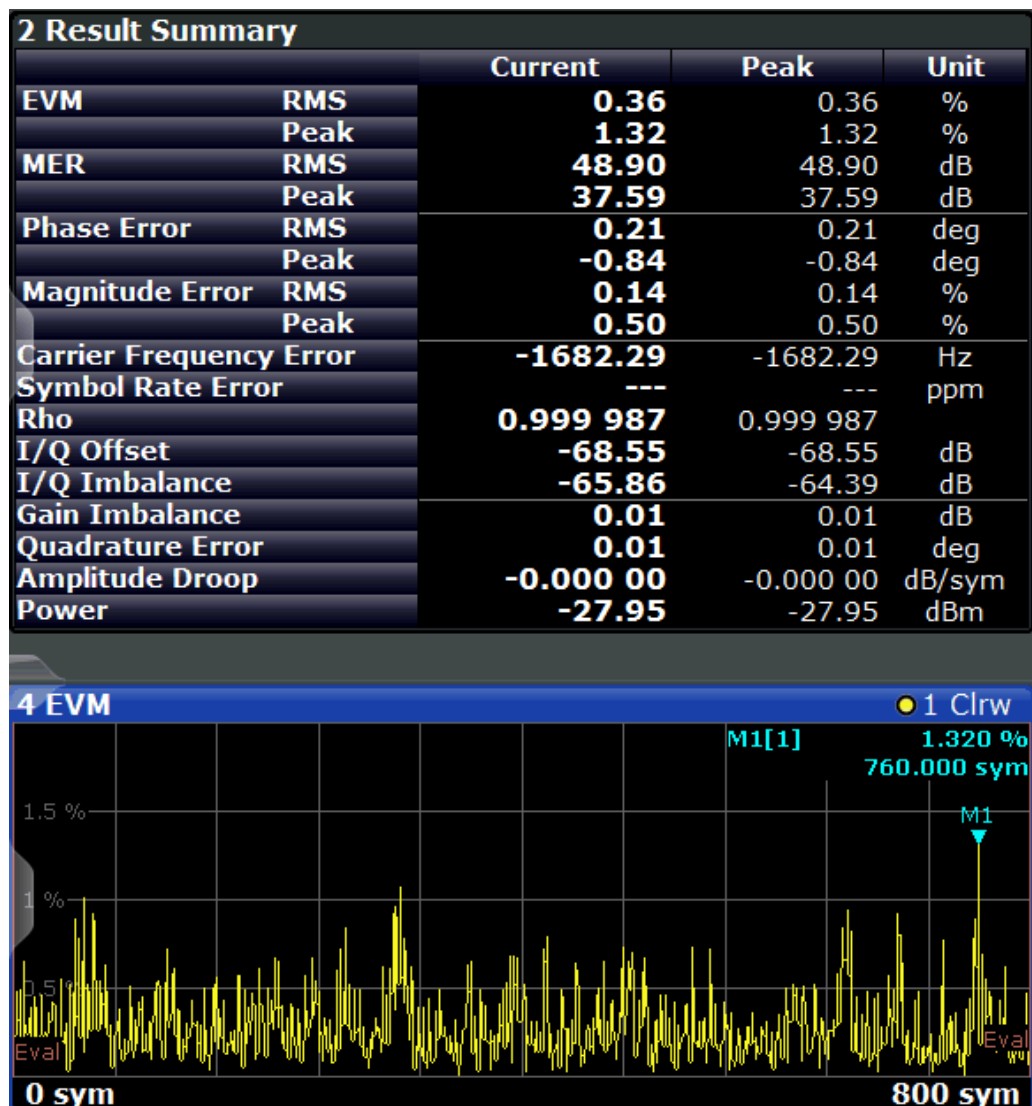 2 Result Summary
Current Peak Unit
EVM RMS 0.36 0.36 %
Peak 1.32 1.32 %
MER RMS 48.90 48.90 dB
Peak 37.59 37.59 dB
Phase Error RMS 0.21 0.21 deg
Peak -0.84 -0.84 deg
Magnitude Error RMS 0.14 0.14 %
Peak 0.50 0.50 %
Carrier Frequency Error -1682.29 -1682.29 Hz
Symbol Rate Error --- --- ppm
Rho 0.999 987 0.999 987
I/Q Offset -68.55 -68.55 dB
I/Q Imbalance -65.86 -64.39 dB
Gain Imbalance 0.01 0.01 dB
Quadrature Error 0.01 0.01 deg
Amplitude Droop -0.000 00 -0.000 00 dB/sym
Power -27.95 -27.95 dBm
4 EVM 1 Clrw
M1[1] 1.320 %
760.000 sym
1.5 %
M1
1 %
0.5 %
Eval Eval
0 sym 800 sym